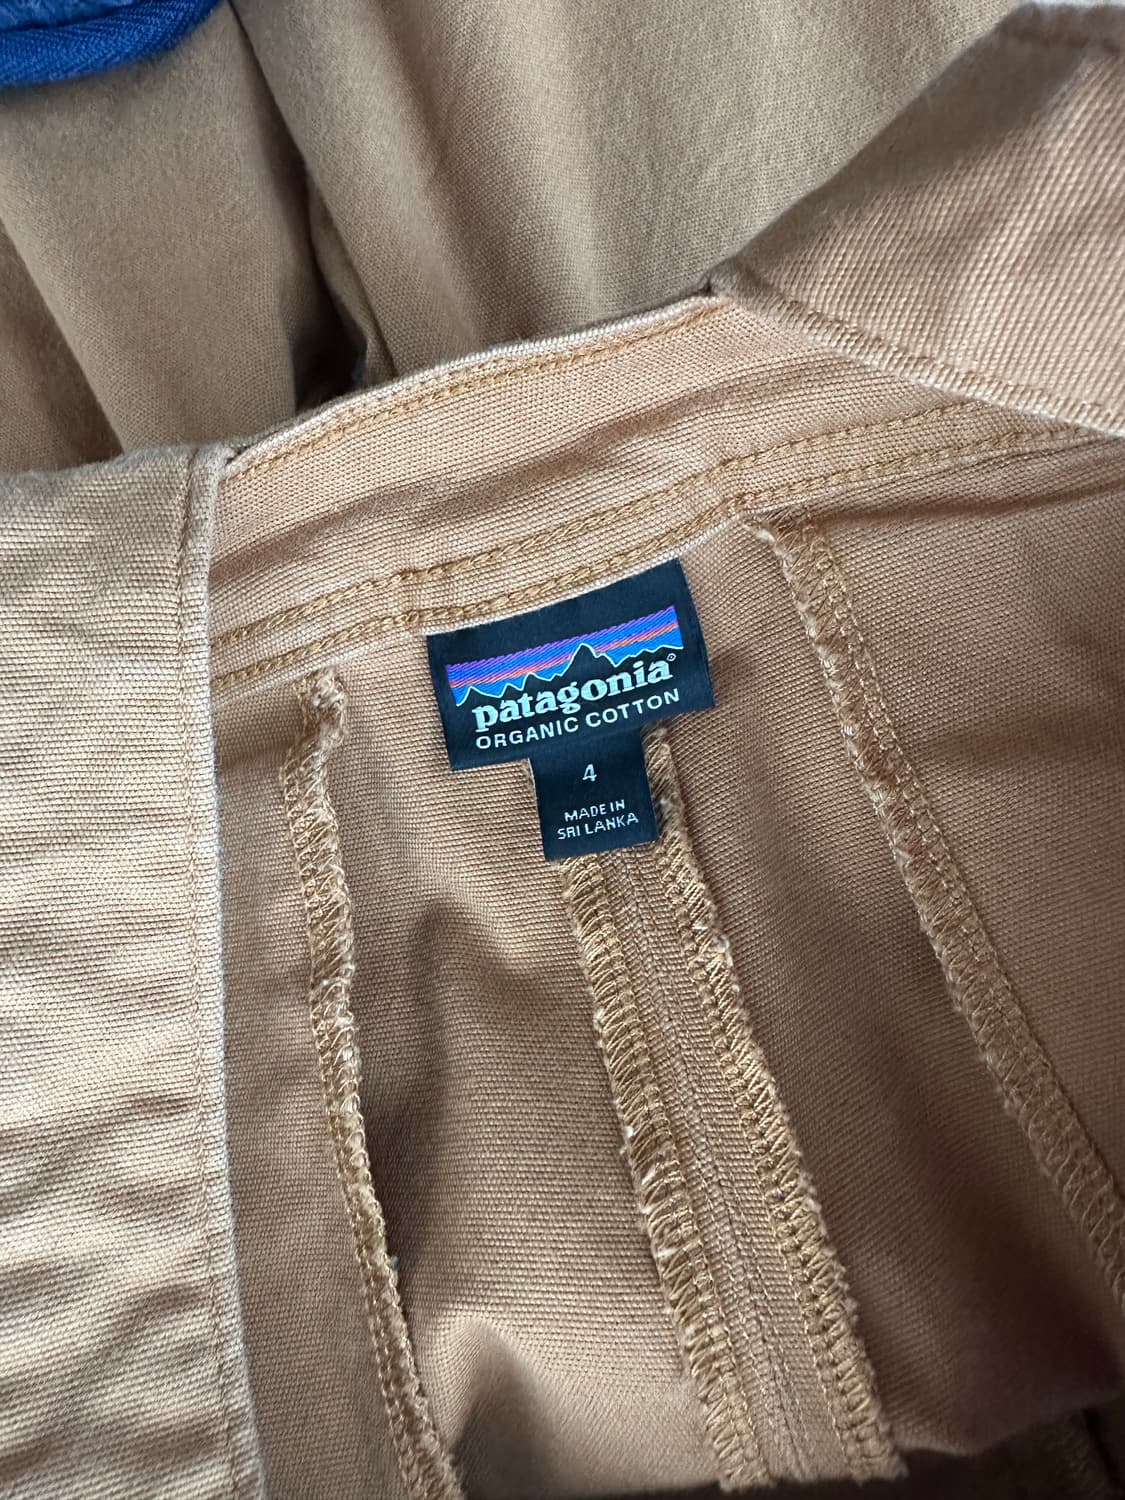 patagonia®
ORGANIC COTTON
4
MADE IN
SRI LANKA